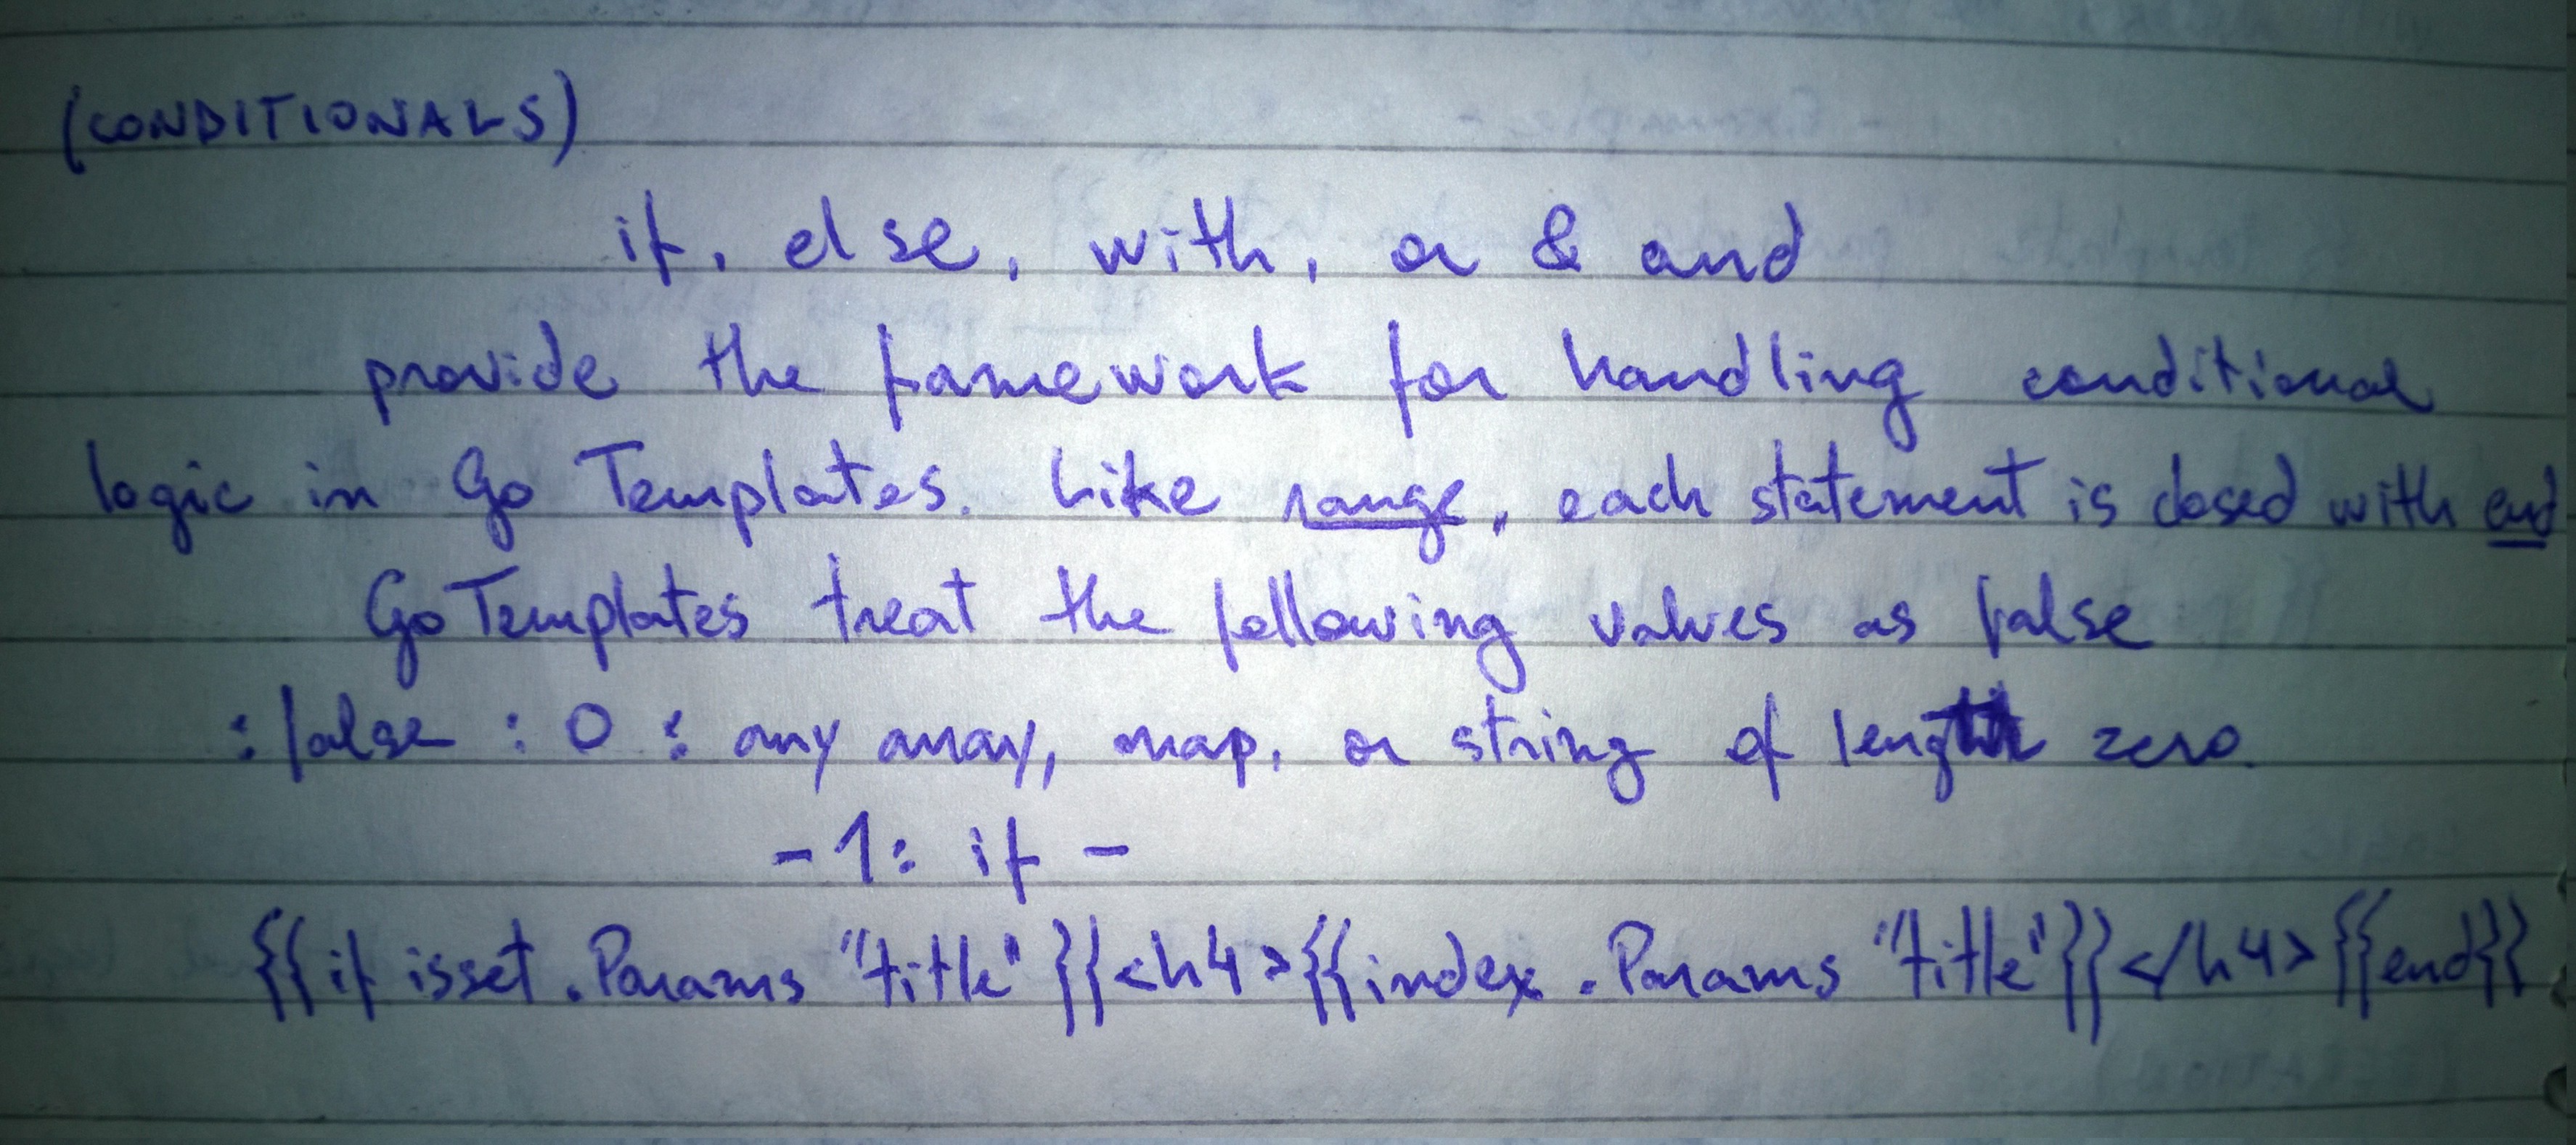 (CONDITIONALS)
if, else, with, or & and
provide the framework for handling conditional
logic in Go Templates. Like range, each statement is closed with end
Go Templates treat the following values as false
: false : 0 : any array, map, or string of length zero.
- 1: if -
{{if isset .Params "title" }}<h4>{{index .Params "title"}}</h4>{{end}}